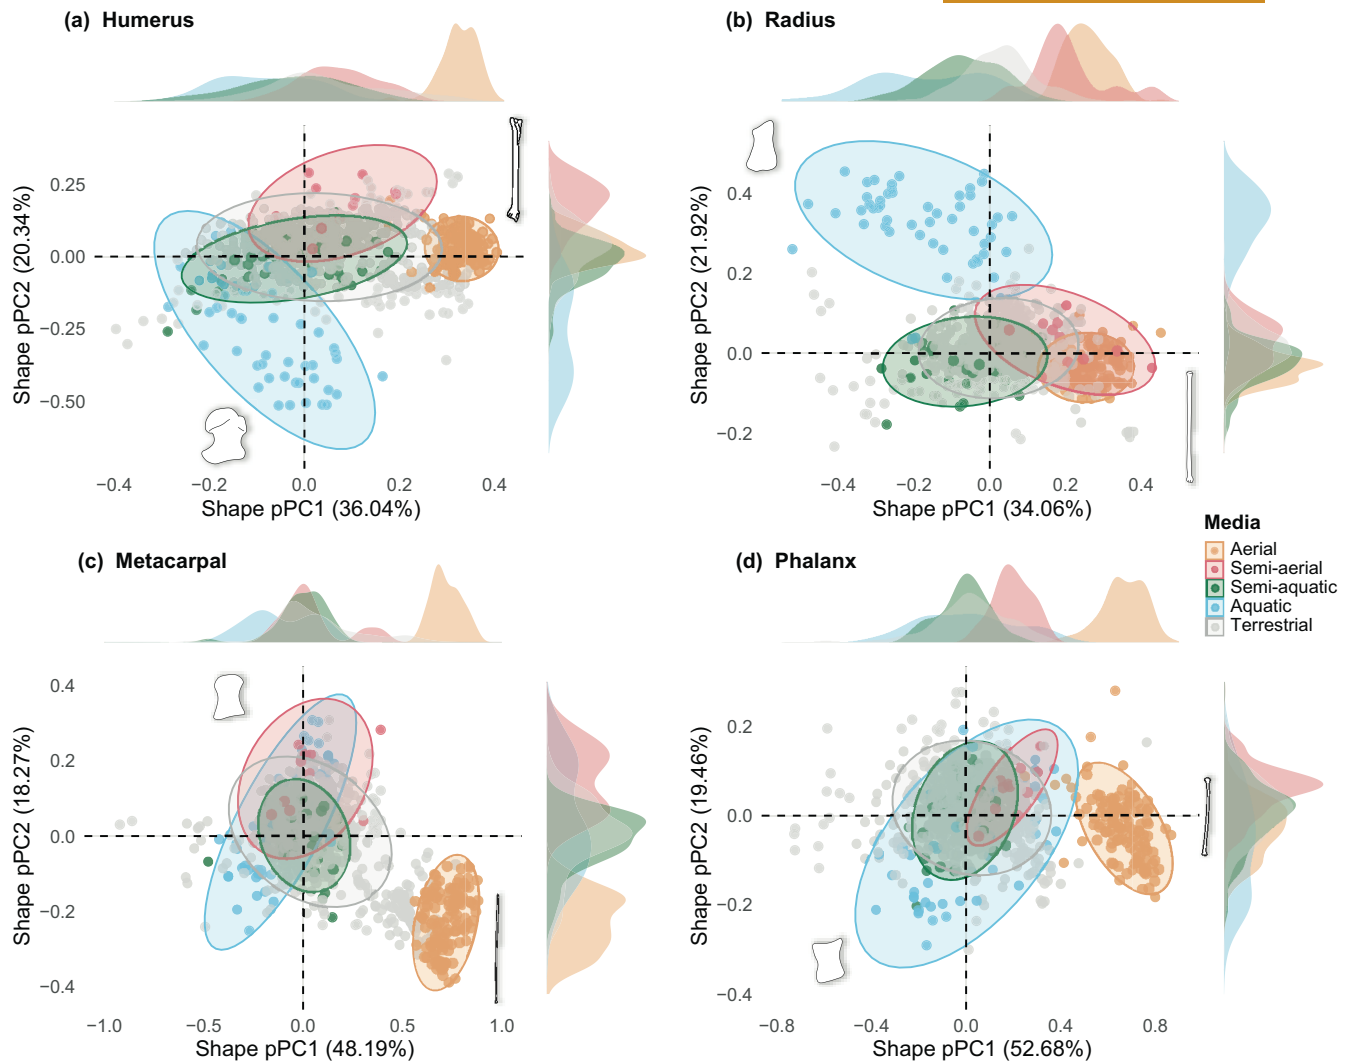 (a) Humerus
Shape pPC2 (20.34%)
0.25
0.00
−0.25
−0.50
−0.4 −0.2 0.0 0.2 0.4
Shape pPC1 (36.04%)
(b) Radius
Shape pPC2 (21.92%)
0.4
0.2
0.0
−0.2
−0.4 −0.2 0.0 0.2 0.4
Shape pPC1 (34.06%)
Media
Aerial
Semi-aerial
Semi-aquatic
Aquatic
Terrestrial
(c) Metacarpal
Shape pPC2 (18.27%)
0.4
0.2
0.0
−0.2
−0.4
−1.0 −0.5 0.0 0.5 1.0
Shape pPC1 (48.19%)
(d) Phalanx
Shape pPC2 (19.46%)
0.2
0.0
−0.2
−0.4
−0.8 −0.4 0.0 0.4 0.8
Shape pPC1 (52.68%)